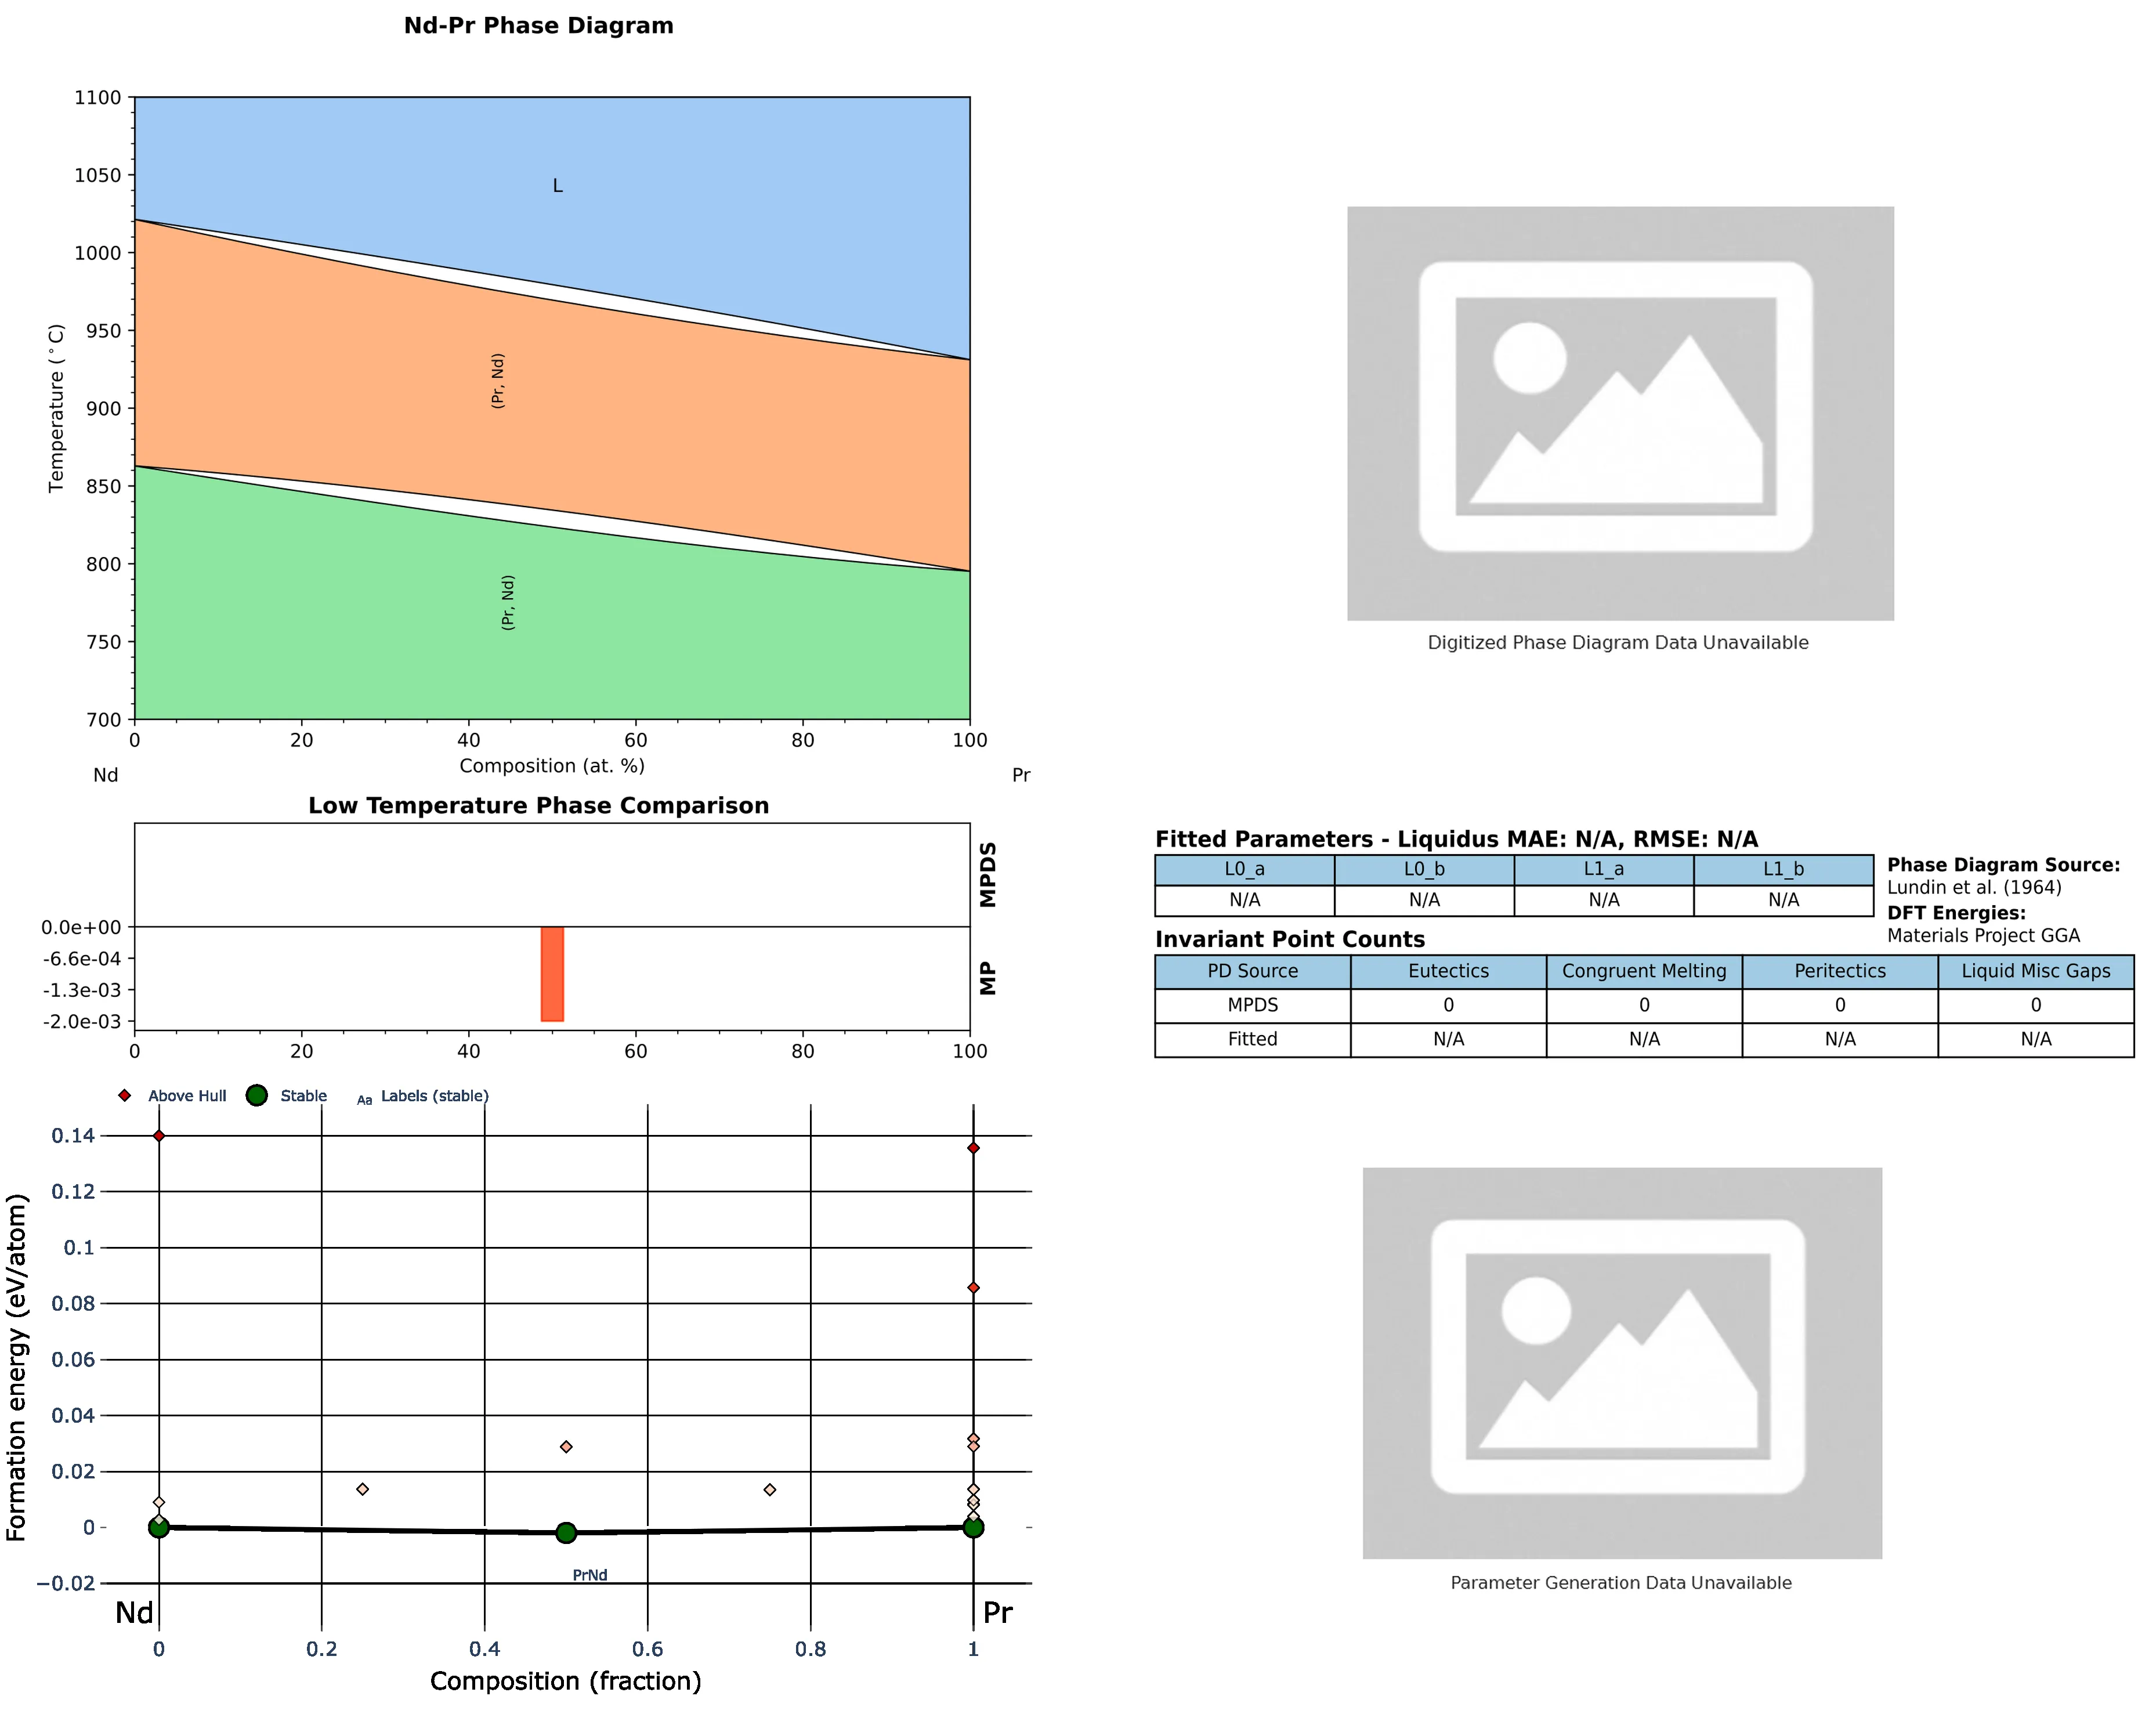 Nd-Pr Phase Diagram
1100
1050
1000
950
900
850
800
750
700
Temperature (°C)
L
(Pr, Nd)
(Pr, Nd)
0 20 40 60 80 100
Composition (at. %)
Nd Pr
Digitized Phase Diagram Data Unavailable
Low Temperature Phase Comparison
0.0e+00
-6.6e-04
-1.3e-03
-2.0e-03
MPDS
MP
0 20 40 60 80 100
Fitted Parameters - Liquidus MAE: N/A, RMSE: N/A
L0_a L0_b L1_a L1_b
N/A N/A N/A N/A
Phase Diagram Source:
Lundin et al. (1964)
DFT Energies:
Materials Project GGA
Invariant Point Counts
PD Source Eutectics Congruent Melting Peritectics Liquid Misc Gaps
MPDS 0 0 0 0
Fitted N/A N/A N/A N/A
Above Hull Stable Aa Labels (stable)
0.14
0.12
0.1
0.08
0.06
0.04
0.02
0
−0.02
Formation energy (eV/atom)
PrNd
Nd Pr
0 0.2 0.4 0.6 0.8 1
Composition (fraction)
Parameter Generation Data Unavailable